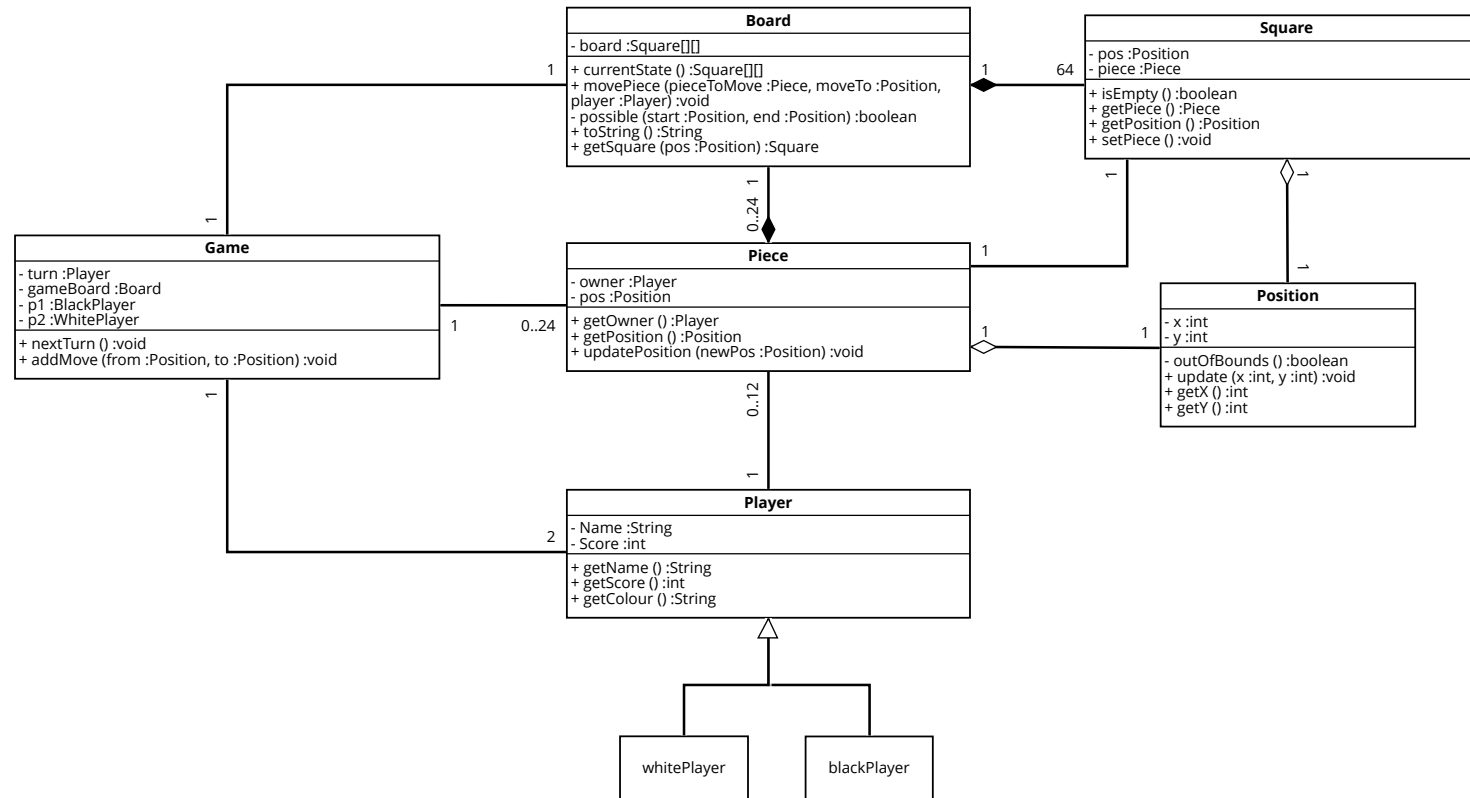 Board
- board :Square[][]
+ currentState () :Square[][]
+ movePiece (pieceToMove :Piece, moveTo :Position,
player :Player) :void
- possible (start :Position, end :Position) :boolean
+ toString () :String
+ getSquare (pos :Position) :Square
Square
- pos :Position
- piece :Piece
+ isEmpty () :boolean
+ getPiece () :Piece
+ getPosition () :Position
+ setPiece () :void
1
1
64
1
0..24
1
1
1
1
1
Game
- turn :Player
- gameBoard :Board
- p1 :BlackPlayer
- p2 :WhitePlayer
+ nextTurn () :void
+ addMove (from :Position, to :Position) :void
1
0..24
Piece
- owner :Player
- pos :Position
+ getOwner () :Player
+ getPosition () :Position
+ updatePosition (newPos :Position) :void
1
1
Position
- x :int
- y :int
- outOfBounds () :boolean
+ update (x :int, y :int) :void
+ getX () :int
+ getY () :int
1
0..12
1
2
Player
- Name :String
- Score :int
+ getName () :String
+ getScore () :int
+ getColour () :String
whitePlayer
blackPlayer